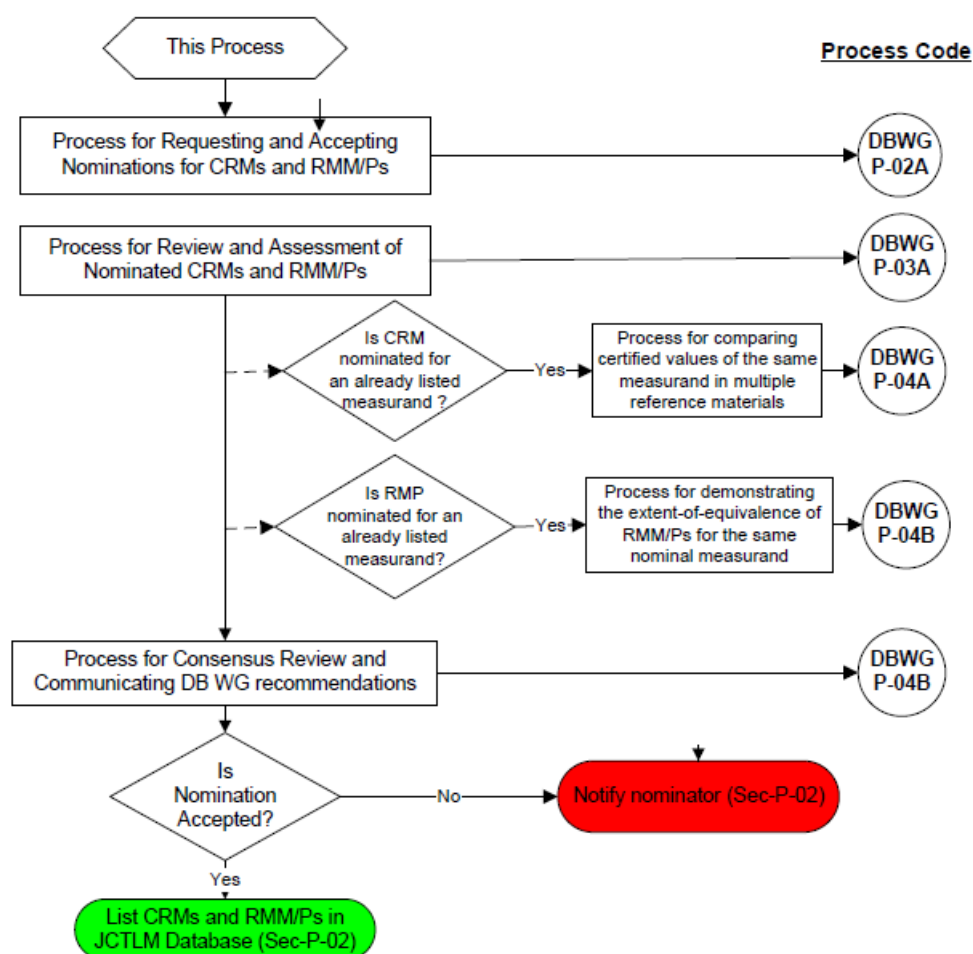 This Process
Process Code
Process for Requesting and Accepting
Nominations for CRMs and RMM/Ps
DBWG
P-02A
Process for Review and Assessment of
Nominated CRMs and RMM/Ps
DBWG
P-03A
Is CRM
nominated for
an already listed
measurand ?
Yes
Process for comparing
certified values of the same
measurand in multiple
reference materials
DBWG
P-04A
Is RMP
nominated for an
already listed
measurand?
Yes
Process for demonstrating
the extent-of-equivalence of
RMM/Ps for the same
nominal measurand
DBWG
P-04B
Process for Consensus Review and
Communicating DB WG recommendations
DBWG
P-04B
Is
Nomination
Accepted?
No
Notify nominator (Sec-P-02)
Yes
List CRMs and RMM/Ps in
JCTLM Database (Sec-P-02)